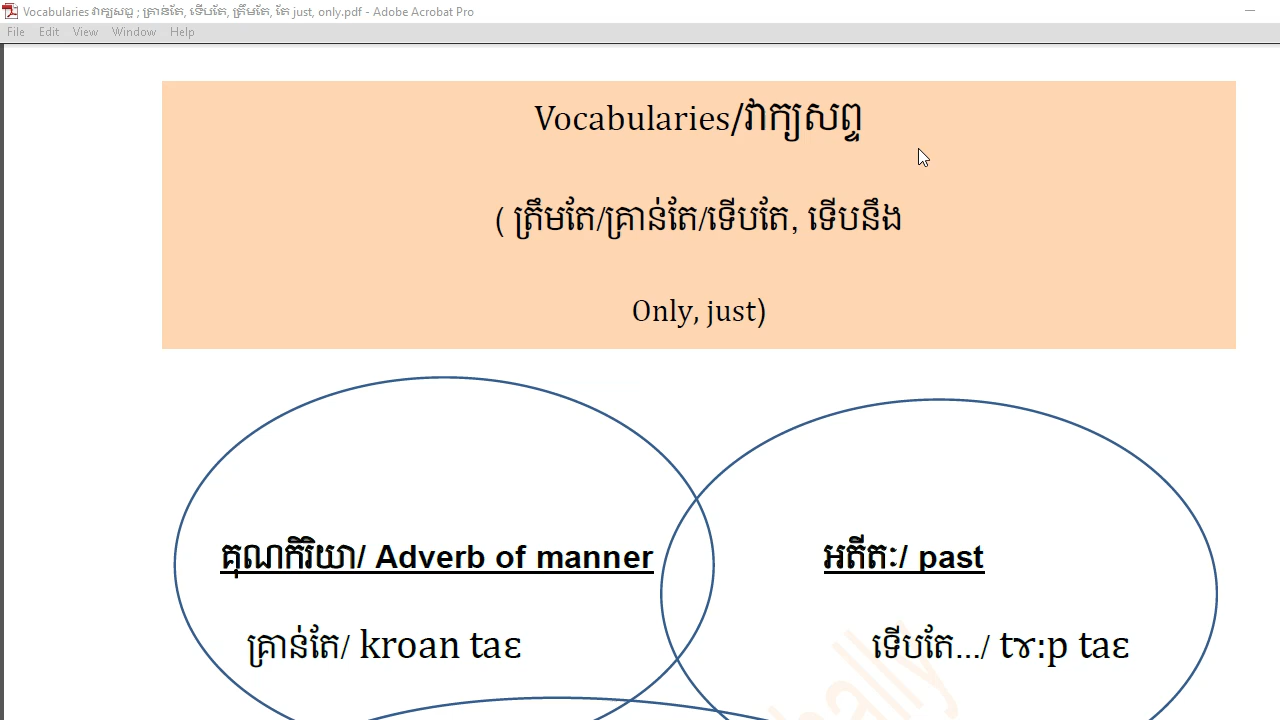 Vocabularies វាក្យសព្ទ ; គ្រាន់តែ, ទើបតែ, ត្រឹមតែ, តែ just, only.pdf - Adobe Acrobat Pro
File Edit View Window Help
Vocabularies/វាក្យសព្ទ
( ត្រឹមតែ/គ្រាន់តែ/ទើបតែ, ទើបនឹង
Only, just)
គុណកិរិយា/ Adverb of manner
អតីតៈ/ past
គ្រាន់តែ/ kroan taɛ
ទើបតែ.../ tɤ:p taɛ